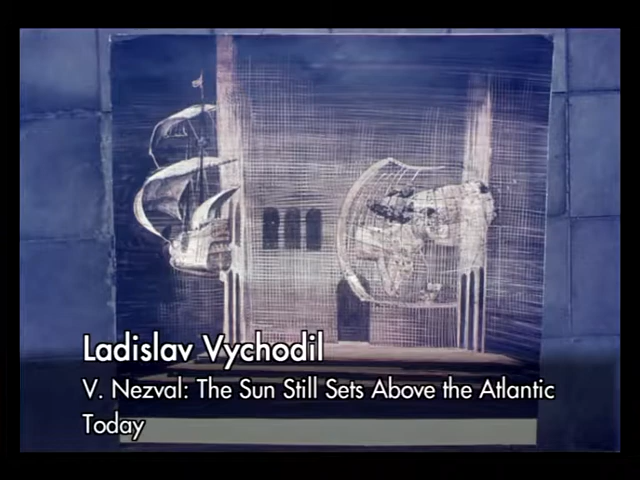 Ladislav Vychodil
V. Nezval: The Sun Still Sets Above the Atlantic
Today